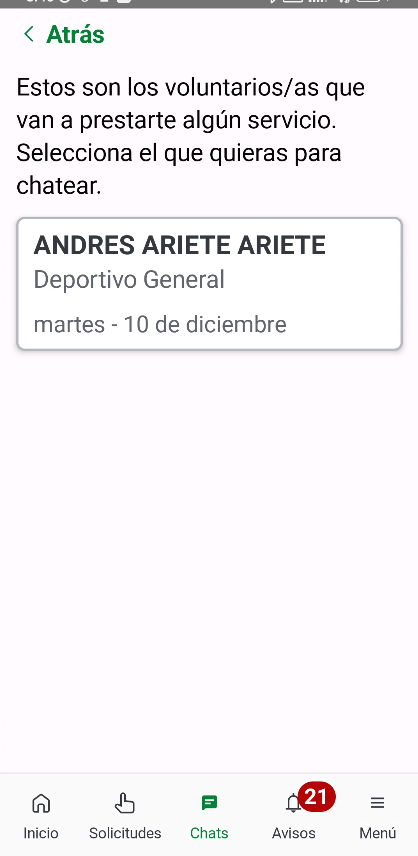 Atrás
Estos son los voluntarios/as que
van a prestarte algún servicio.
Selecciona el que quieras para
chatear.
ANDRES ARIETE ARIETE
Deportivo General
martes - 10 de diciembre
21
Inicio
Solicitudes
Chats
Avisos
Menú